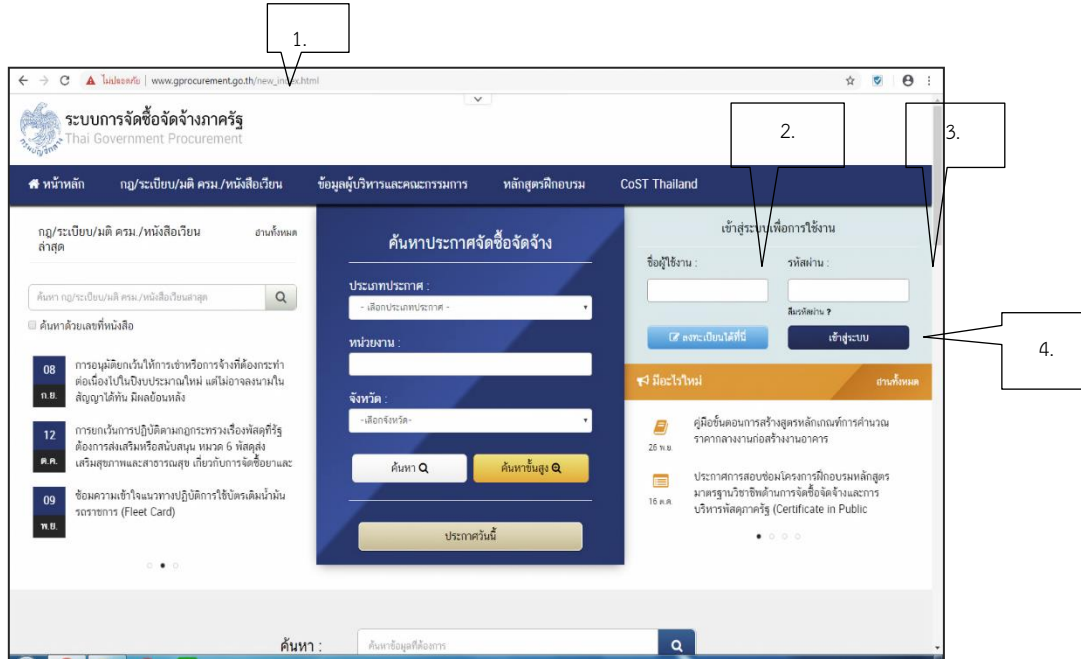 1.
ไม่ปลอดภัย | www.gprocurement.go.th/new_index.html
ระบบการจัดซื้อจัดจ้างภาครัฐ
Thai Government Procurement
กรมบัญชีกลาง
2.
3.
หน้าหลัก กฎ/ระเบียบ/มติ ครม./หนังสือเวียน ข้อมูลผู้บริหารและคณะกรรมการ หลักสูตรฝึกอบรม CoST Thailand
กฎ/ระเบียบ/มติ ครม./หนังสือเวียน
ล่าสุด
อ่านทั้งหมด
ค้นหา กฎ/ระเบียบ/มติ ครม./หนังสือเวียนล่าสุด
ค้นหาด้วยเลขที่หนังสือ
08
ก.ย.
การอนุมัติยกเว้นให้การเช่าหรือการจ้างที่ต้องกระทำ
ต่อเนื่องไปในปีงบประมาณใหม่ แต่ไม่อาจลงนามใน
สัญญาได้ทัน มีผลย้อนหลัง
12
ต.ค.
การยกเว้นการปฏิบัติตามกฎกระทรวงเรื่องพัสดุที่รัฐ
ต้องการส่งเสริมหรือสนับสนุน หมวด 6 พัสดุส่ง
เสริมสุขภาพและสาธารณสุข เกี่ยวกับการจัดซื้อยาและ
09
พ.ย.
ซ้อมความเข้าใจแนวทางปฏิบัติการใช้บัตรเติมน้ำมัน
รถราชการ (Fleet Card)
ค้นหาประกาศจัดซื้อจัดจ้าง
ประเภทประกาศ :
- เลือกประเภทประกาศ -
หน่วยงาน :
จังหวัด :
-เลือกจังหวัด-
ค้นหา ค้นหาขั้นสูง
ประกาศวันนี้
เข้าสู่ระบบเพื่อการใช้งาน
ชื่อผู้ใช้งาน : รหัสผ่าน :
ลืมรหัสผ่าน ?
ลงทะเบียนได้ที่นี่ เข้าสู่ระบบ
4.
มีอะไรใหม่ อ่านทั้งหมด
26 พ.ย.
คู่มือขั้นตอนการสร้างสูตรหลักเกณฑ์การคำนวณ
ราคากลางงานก่อสร้างงานอาคาร
16 ต.ค.
ประกาศการสอบซ่อมโครงการฝึกอบรมหลักสูตร
มาตรฐานวิชาชีพด้านการจัดซื้อจัดจ้างและการ
บริหารพัสดุภาครัฐ (Certificate in Public
ค้นหา :
ค้นหาข้อมูลที่ต้องการ